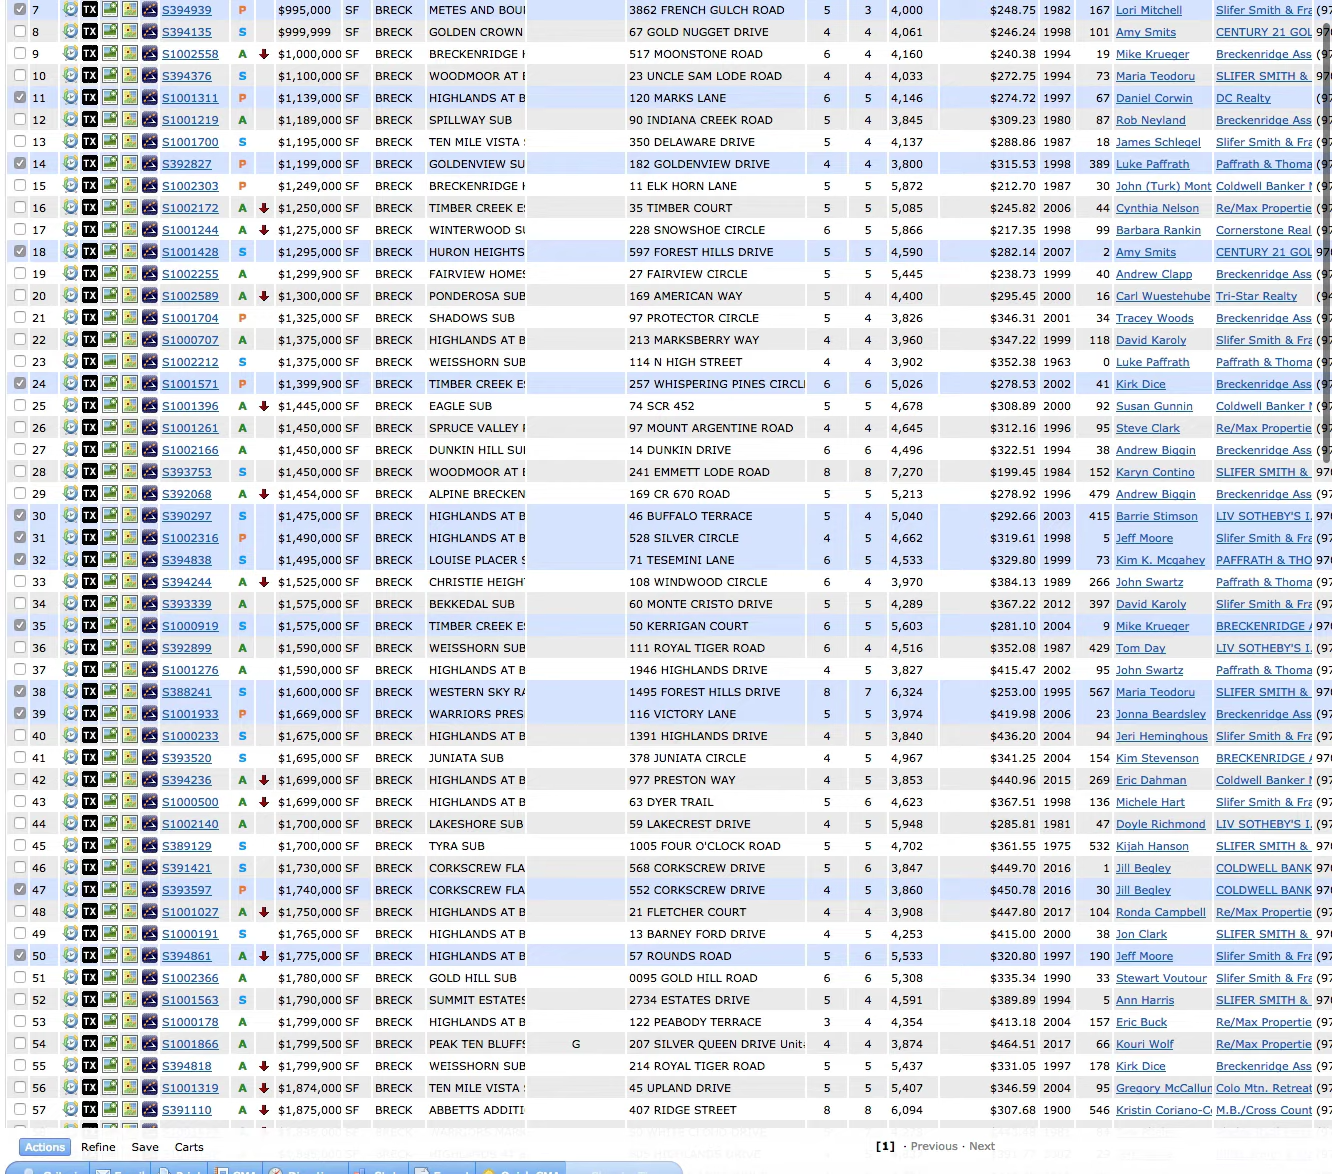 7 TX S394939 P $995,000 SF BRECK METES AND BOU 3862 FRENCH GULCH ROAD 5 3 4,000 $248.75 1982 167 Lori Mitchell Slifer Smith & Fra (97
8 TX S394135 S $999,999 SF BRECK GOLDEN CROWN 67 GOLD NUGGET DRIVE 4 4 4,061 $246.24 1998 101 Amy Smits CENTURY 21 GOL 970
9 TX S1002558 A $1,000,000 SF BRECK BRECKENRIDGE H 517 MOONSTONE ROAD 6 4 4,160 $240.38 1994 19 Mike Krueger Breckenridge Ass (97
10 TX S394376 S $1,100,000 SF BRECK WOODMOOR AT B 23 UNCLE SAM LODE ROAD 4 4 4,033 $272.75 1994 73 Maria Teodoru SLIFER SMITH & 970
11 TX S1001311 P $1,139,000 SF BRECK HIGHLANDS AT B 120 MARKS LANE 6 5 4,146 $274.72 1997 67 Daniel Corwin DC Realty (97
12 TX S1001219 A $1,189,000 SF BRECK SPILLWAY SUB 90 INDIANA CREEK ROAD 4 5 3,845 $309.23 1980 87 Rob Neyland Breckenridge Ass (97
13 TX S1001700 S $1,195,000 SF BRECK TEN MILE VISTA S 350 DELAWARE DRIVE 5 4 4,137 $288.86 1987 18 James Schlegel Slifer Smith & Fra (97
14 TX S392827 P $1,199,000 SF BRECK GOLDENVIEW SU 182 GOLDENVIEW DRIVE 4 4 3,800 $315.53 1998 389 Luke Paffrath Paffrath & Thoma (97
15 TX S1002303 P $1,249,000 SF BRECK BRECKENRIDGE H 11 ELK HORN LANE 5 5 5,872 $212.70 1987 30 John (Turk) Mont Coldwell Banker M (97
16 TX S1002172 A $1,250,000 SF BRECK TIMBER CREEK ES 35 TIMBER COURT 5 5 5,085 $245.82 2006 44 Cynthia Nelson Re/Max Propertie (97
17 TX S1001244 A $1,275,000 SF BRECK WINTERWOOD SU 228 SNOWSHOE CIRCLE 6 5 5,866 $217.35 1998 99 Barbara Rankin Cornerstone Real (97
18 TX S1001428 S $1,295,000 SF BRECK HURON HEIGHTS 597 FOREST HILLS DRIVE 5 5 4,590 $282.14 2007 2 Amy Smits CENTURY 21 GOL 970
19 TX S1002255 A $1,299,900 SF BRECK FAIRVIEW HOMES 27 FAIRVIEW CIRCLE 5 5 5,445 $238.73 1999 40 Andrew Clapp Breckenridge Ass (97
20 TX S1002589 A $1,300,000 SF BRECK PONDEROSA SUB 169 AMERICAN WAY 5 4 4,400 $295.45 2000 16 Carl Wuestehube Tri-Star Realty (94
21 TX S1001704 P $1,325,000 SF BRECK SHADOWS SUB 97 PROTECTOR CIRCLE 5 4 3,826 $346.31 2001 34 Tracey Woods Breckenridge Ass (97
22 TX S1000707 A $1,375,000 SF BRECK HIGHLANDS AT B 213 MARKSBERRY WAY 4 4 3,960 $347.22 1999 118 David Karoly Slifer Smith & Fra (97
23 TX S1002212 S $1,375,000 SF BRECK WEISSHORN SUB 114 N HIGH STREET 4 4 3,902 $352.38 1963 0 Luke Paffrath Paffrath & Thoma (97
24 TX S1001571 P $1,399,900 SF BRECK TIMBER CREEK ES 257 WHISPERING PINES CIRCL 6 6 5,026 $278.53 2002 41 Kirk Dice Breckenridge Ass (97
25 TX S1001396 A $1,445,000 SF BRECK EAGLE SUB 74 SCR 452 5 5 4,678 $308.89 2000 92 Susan Gunnin Coldwell Banker M (97
26 TX S1001261 A $1,450,000 SF BRECK SPRUCE VALLEY R 97 MOUNT ARGENTINE ROAD 4 4 4,645 $312.16 1996 95 Steve Clark Re/Max Propertie (97
27 TX S1002166 A $1,450,000 SF BRECK DUNKIN HILL SUB 14 DUNKIN DRIVE 6 6 4,496 $322.51 1994 38 Andrew Biggin Breckenridge Ass (97
28 TX S393753 S $1,450,000 SF BRECK WOODMOOR AT B 241 EMMETT LODE ROAD 8 8 7,270 $199.45 1984 152 Karyn Contino SLIFER SMITH & 970
29 TX S392068 A $1,454,000 SF BRECK ALPINE BRECKEN 169 CR 670 ROAD 5 5 5,213 $278.92 1996 479 Andrew Biggin Breckenridge Ass (97
30 TX S390297 S $1,475,000 SF BRECK HIGHLANDS AT B 46 BUFFALO TERRACE 5 4 5,040 $292.66 2003 415 Barrie Stimson LIV SOTHEBY'S I. 970
31 TX S1002316 P $1,490,000 SF BRECK HIGHLANDS AT B 528 SILVER CIRCLE 5 4 4,662 $319.61 1998 5 Jeff Moore Slifer Smith & Fra (97
32 TX S394838 S $1,495,000 SF BRECK LOUISE PLACER S 71 TESEMINI LANE 6 5 4,533 $329.80 1999 73 Kim K. Mcgahey PAFFRATH & THO 970
33 TX S394244 A $1,525,000 SF BRECK CHRISTIE HEIGH 108 WINDWOOD CIRCLE 6 4 3,970 $384.13 1989 266 John Swartz Paffrath & Thoma (97
34 TX S393339 A $1,575,000 SF BRECK BEKKEDAL SUB 60 MONTE CRISTO DRIVE 5 5 4,289 $367.22 2012 397 David Karoly Slifer Smith & Fra (97
35 TX S1000919 S $1,575,000 SF BRECK TIMBER CREEK ES 50 KERRIGAN COURT 6 5 5,603 $281.10 2004 9 Mike Krueger BRECKENRIDGE A 970
36 TX S392899 A $1,590,000 SF BRECK WEISSHORN SUB 111 ROYAL TIGER ROAD 6 4 4,516 $352.08 1987 429 Tom Day LIV SOTHEBY'S I. (97
37 TX S1001276 A $1,590,000 SF BRECK HIGHLANDS AT B 1946 HIGHLANDS DRIVE 4 5 3,827 $415.47 2002 95 John Swartz Paffrath & Thoma (97
38 TX S388241 S $1,600,000 SF BRECK WESTERN SKY RA 1495 FOREST HILLS DRIVE 8 7 6,324 $253.00 1995 567 Maria Teodoru SLIFER SMITH & 970
39 TX S1001933 P $1,669,000 SF BRECK WARRIORS PRES 116 VICTORY LANE 5 5 3,974 $419.98 2006 23 Jonna Beardsley Breckenridge Ass (97
40 TX S1000233 S $1,675,000 SF BRECK HIGHLANDS AT B 1391 HIGHLANDS DRIVE 4 5 3,840 $436.20 2004 94 Jeri Heminghous SLIFER SMITH & 970
41 TX S393520 S $1,695,000 SF BRECK JUNIATA SUB 378 JUNIATA CIRCLE 5 4 4,967 $341.25 2004 154 Kim Stevenson BRECKENRIDGE A 970
42 TX S394236 A $1,699,000 SF BRECK HIGHLANDS AT B 977 PRESTON WAY 4 5 3,853 $440.96 2015 269 Eric Dahman Coldwell Banker M (97
43 TX S1000500 A $1,699,000 SF BRECK HIGHLANDS AT B 63 DYER TRAIL 5 6 4,623 $367.51 1998 136 Michele Hart Slifer Smith & Fra (97
44 TX S1002140 A $1,700,000 SF BRECK LAKESHORE SUB 59 LAKECREST DRIVE 4 4 5,948 $285.81 1981 47 Doyle Richmond LIV SOTHEBY'S I. (97
45 TX S389129 S $1,700,000 SF BRECK TYRA SUB 1005 FOUR O'CLOCK ROAD 5 5 4,702 $361.55 1975 532 Kijah Hanson SLIFER SMITH & 970
46 TX S391421 S $1,730,000 SF BRECK CORKSCREW FLA 568 CORKSCREW DRIVE 5 6 3,847 $449.70 2016 1 Jill Begley COLDWELL BANK 970
47 TX S393597 P $1,740,000 SF BRECK CORKSCREW FLA 552 CORKSCREW DRIVE 4 5 3,860 $450.78 2016 30 Jill Begley COLDWELL BANK 970
48 TX S1001027 A $1,750,000 SF BRECK HIGHLANDS AT B 21 FLETCHER COURT 4 4 3,908 $447.80 2017 104 Ronda Campbell Re/Max Propertie (97
49 TX S1000191 S $1,765,000 SF BRECK HIGHLANDS AT B 13 BARNEY FORD DRIVE 4 5 4,253 $415.00 2000 38 Jon Clark SLIFER SMITH & 970
50 TX S394861 A $1,775,000 SF BRECK HIGHLANDS AT B 57 ROUNDS ROAD 5 6 5,533 $320.80 1997 190 Jeff Moore Slifer Smith & Fra (97
51 TX S1002366 A $1,780,000 SF BRECK GOLD HILL SUB 0095 GOLD HILL ROAD 6 6 5,308 $335.34 1990 33 Stewart Voutour Slifer Smith & Fra (97
52 TX S1001563 S $1,790,000 SF BRECK SUMMIT ESTATES 2734 ESTATES DRIVE 5 4 4,591 $389.89 1994 5 Ann Harris SLIFER SMITH & 970
53 TX S1000178 A $1,799,000 SF BRECK HIGHLANDS AT B 122 PEABODY TERRACE 3 4 4,354 $413.18 2004 157 Eric Buck Re/Max Propertie (97
54 TX S1001866 A $1,799,500 SF BRECK PEAK TEN BLUFFS G 207 SILVER QUEEN DRIVE Unit: 4 4 3,874 $464.51 2017 66 Kouri Wolf Re/Max Propertie (97
55 TX S394818 A $1,799,900 SF BRECK WEISSHORN SUB 214 ROYAL TIGER ROAD 5 5 5,437 $331.05 1997 178 Kirk Dice Breckenridge Ass (97
56 TX S1001319 A $1,874,000 SF BRECK TEN MILE VISTA S 45 UPLAND DRIVE 5 5 5,407 $346.59 2004 95 Gregory McCallum Colo Mtn. Retreat (97
57 TX S391110 A $1,875,000 SF BRECK ABBETTS ADDITI 407 RIDGE STREET 8 8 6,094 $307.68 1900 546 Kristin Coriano-C M.B./Cross Count (97
Actions Refine Save Carts [1] · Previous · Next